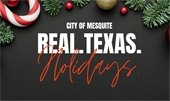 CITY OF MESQUITE
REAL. TEXAS.
Holidays.